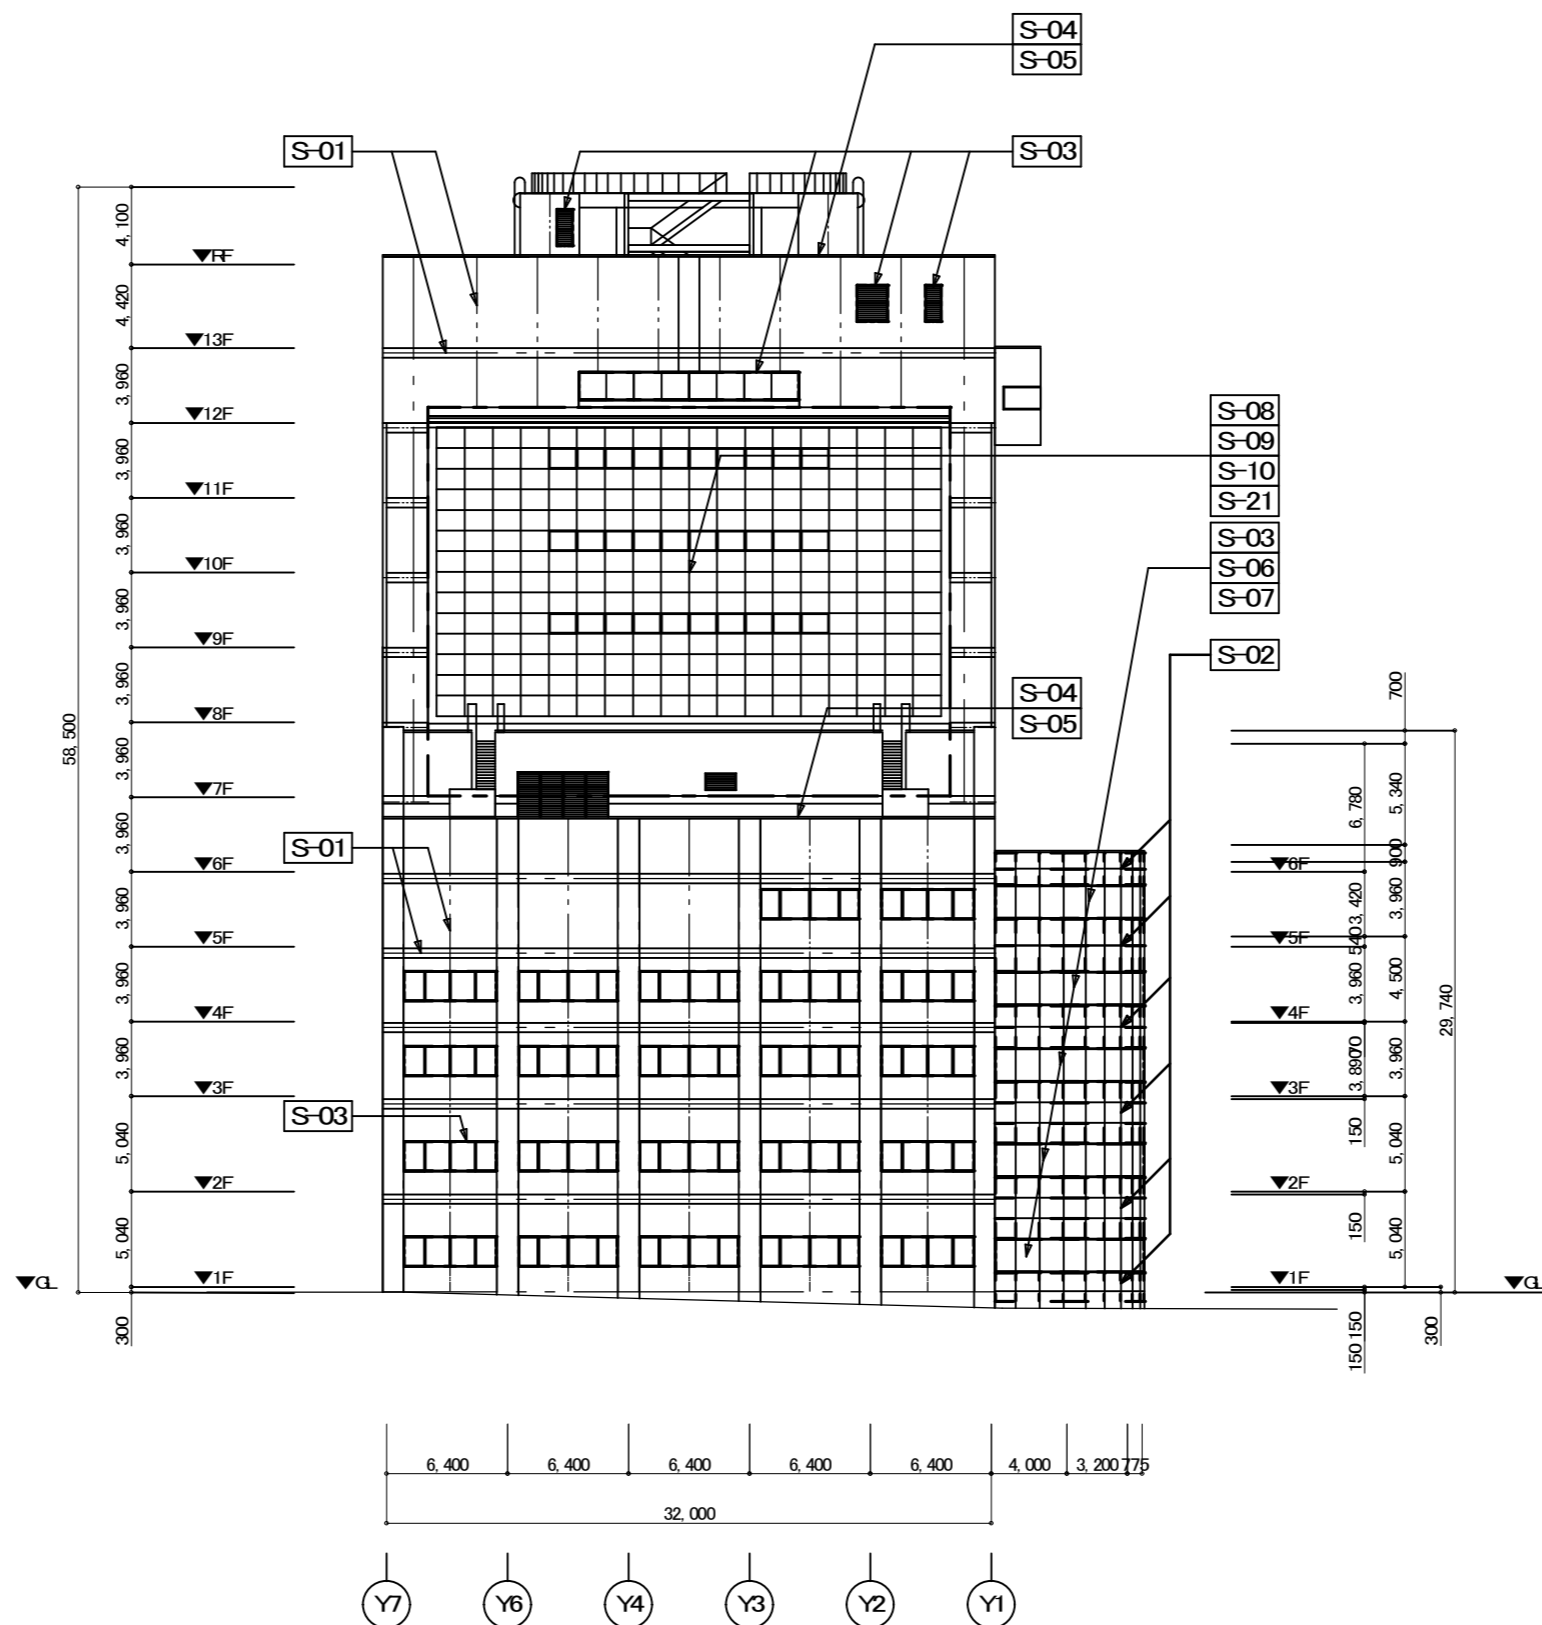 S-04
S-05
S-01
S-03
4,100
▼RF
4,420
▼13F
3,960
▼12F
3,960
▼11F
3,960
▼10F
3,960
▼9F
3,960
▼8F
3,960
▼7F
3,960
▼6F
3,960
▼5F
3,960
▼4F
3,960
▼3F
5,040
▼2F
5,040
▼1F
▼GL
300
58,500
S-08
S-09
S-10
S-21
S-03
S-06
S-07
S-02
S-04
S-05
S-01
S-03
700
5,340
6,780
900
▼6F
3,420
3,960
▼5F
540
3,960
4,500
▼4F
70
3,890
3,960
▼3F
150
5,040
▼2F
150
5,040
▼1F
▼GL
150
150
300
29,740
6,400
6,400
6,400
6,400
6,400
4,000
3,200
775
32,000
Y7
Y6
Y4
Y3
Y2
Y1